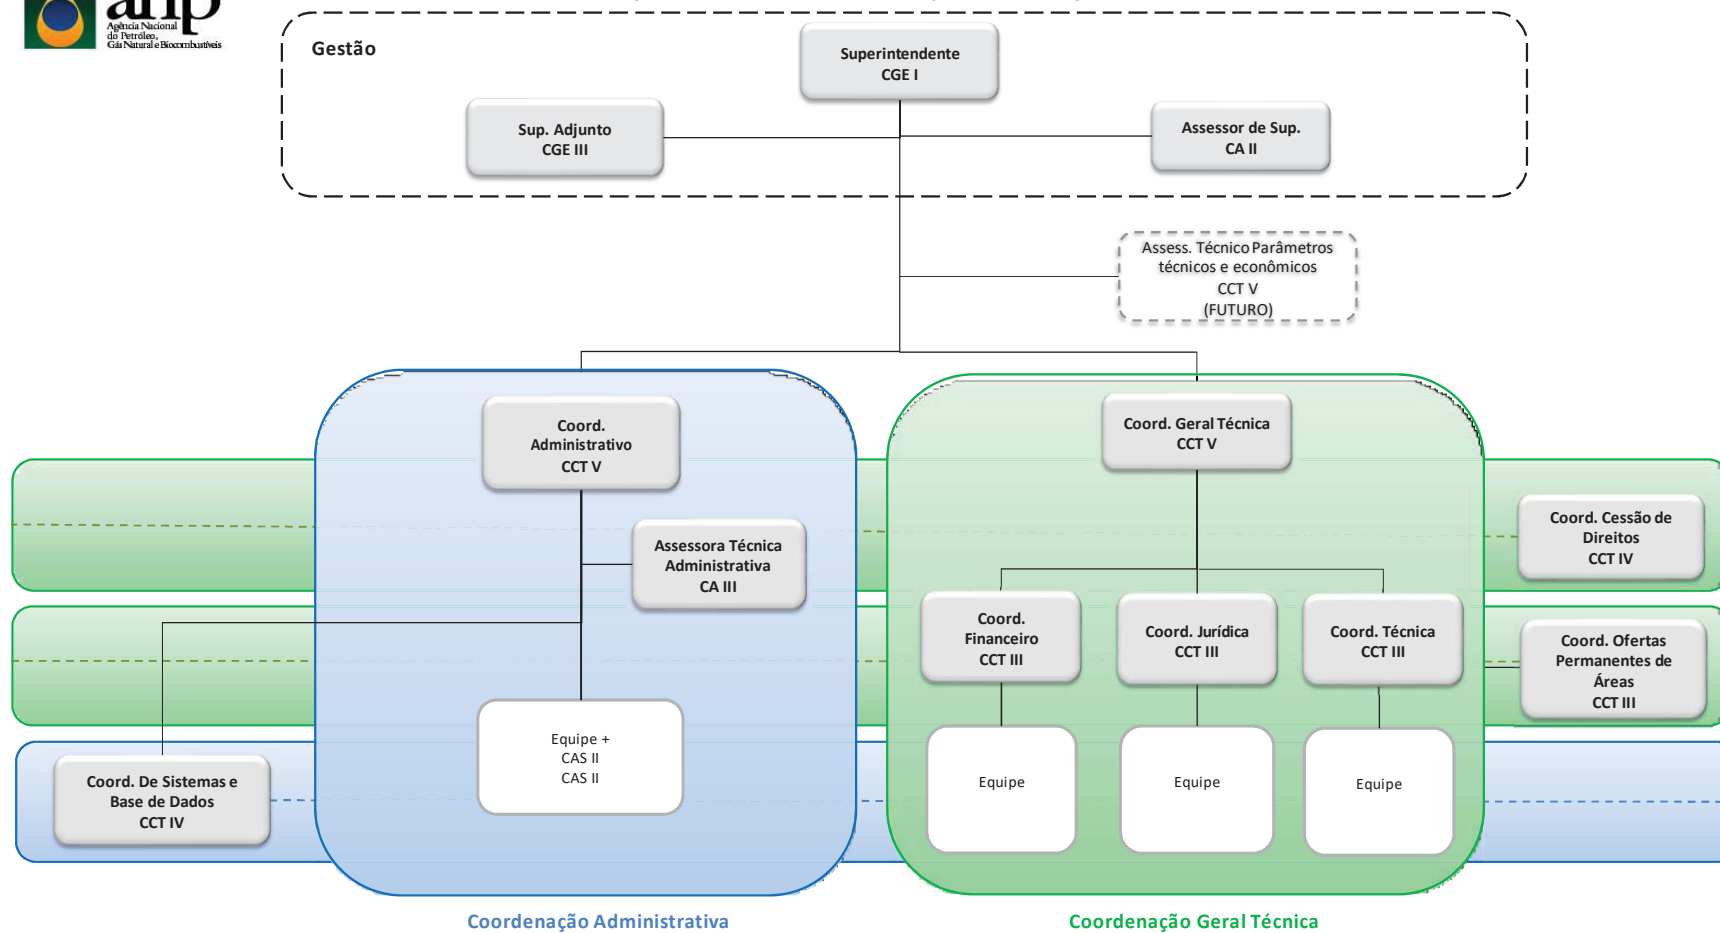 anp
Agência Nacional
do Petróleo,
Gás Natural e Biocombustíveis
Gestão
Superintendente
CGE I
Sup. Adjunto
CGE III
Assessor de Sup.
CA II
Assess. Técnico Parâmetros
técnicos e econômicos
CCT V
(FUTURO)
Coord.
Administrativo
CCT V
Coord. Geral Técnica
CCT V
Coord. Cessão de
Direitos
CCT IV
Assessora Técnica
Administrativa
CA III
Coord.
Financeiro
CCT III
Coord. Jurídica
CCT III
Coord. Técnica
CCT III
Coord. Ofertas
Permanentes de
Áreas
CCT III
Equipe +
CAS II
CAS II
Equipe
Equipe
Equipe
Coord. De Sistemas e
Base de Dados
CCT IV
Coordenação Administrativa
Coordenação Geral Técnica